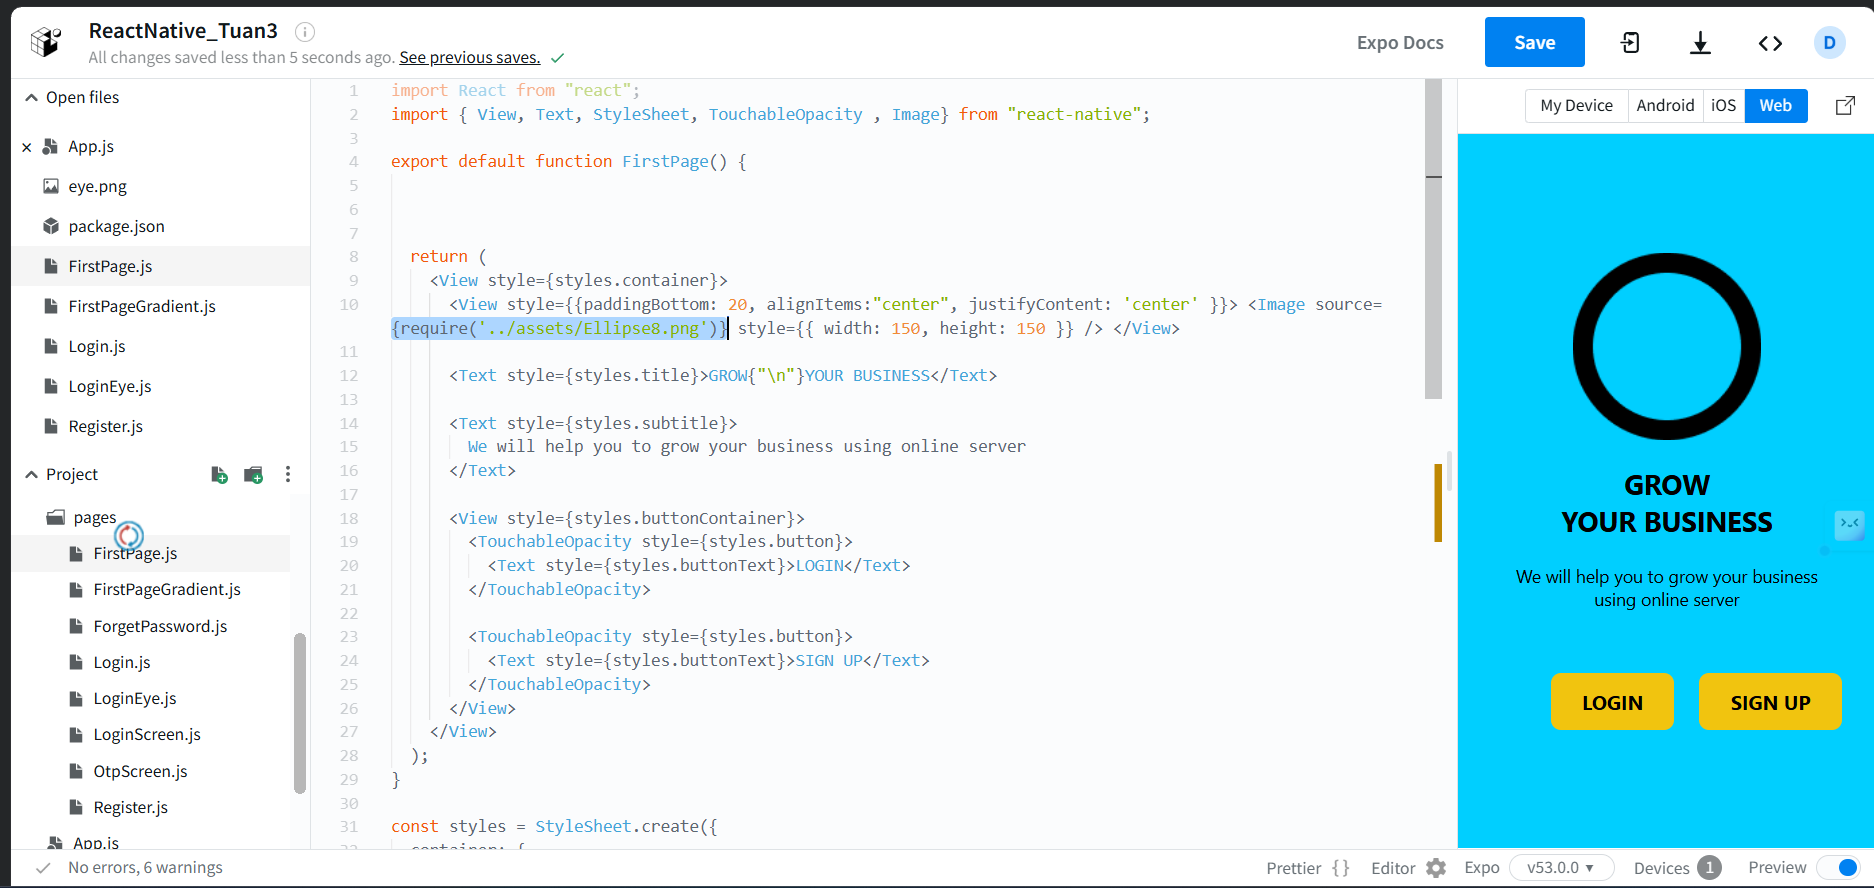 ReactNative_Tuan3
All changes saved less than 5 seconds ago. See previous saves.
Expo Docs
Save
D
Open files
App.js
eye.png
package.json
FirstPage.js
FirstPageGradient.js
Login.js
LoginEye.js
Register.js
Project
pages
FirstPage.js
FirstPageGradient.js
ForgetPassword.js
Login.js
LoginEye.js
LoginScreen.js
OtpScreen.js
Register.js
App.js
1 import React from "react";
2 import { View, Text, StyleSheet, TouchableOpacity , Image} from "react-native";
3
4 export default function FirstPage() {
5
6
7
8 return (
9 <View style={styles.container}>
10 <View style={{paddingBottom: 20, alignItems:"center", justifyContent: 'center' }}> <Image source=
{require('../assets/Ellipse8.png')} style={{ width: 150, height: 150 }} /> </View>
11
12 <Text style={styles.title}>GROW{"\n"}YOUR BUSINESS</Text>
13
14 <Text style={styles.subtitle}>
15 We will help you to grow your business using online server
16 </Text>
17
18 <View style={styles.buttonContainer}>
19 <TouchableOpacity style={styles.button}>
20 <Text style={styles.buttonText}>LOGIN</Text>
21 </TouchableOpacity>
22
23 <TouchableOpacity style={styles.button}>
24 <Text style={styles.buttonText}>SIGN UP</Text>
25 </TouchableOpacity>
26 </View>
27 </View>
28 );
29 }
30
31 const styles = StyleSheet.create({
32 container: {
My Device
Android
iOS
Web
GROW
YOUR BUSINESS
We will help you to grow your business
using online server
LOGIN
SIGN UP
No errors, 6 warnings
Prettier { }
Editor
Expo
v53.0.0
Devices 1
Preview